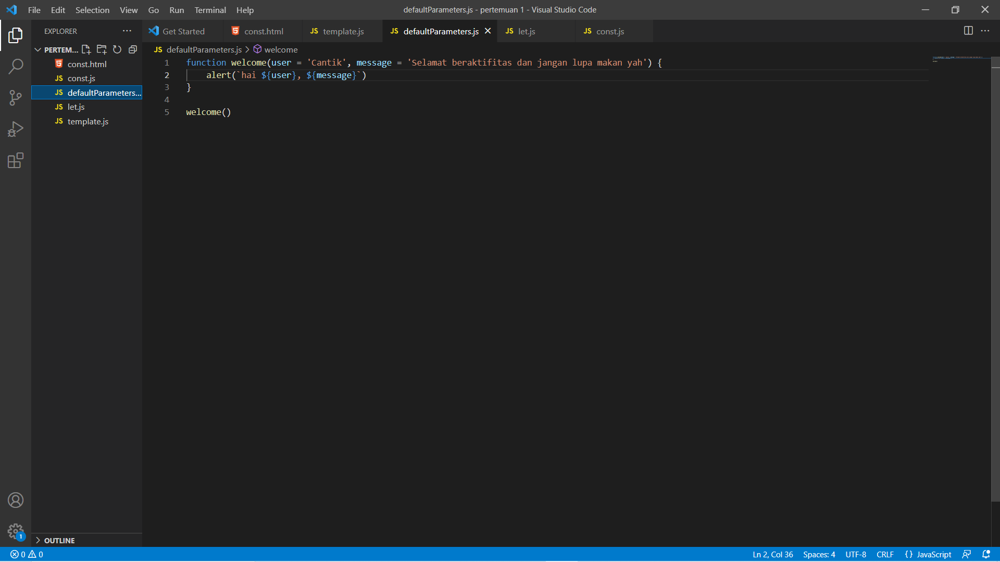 File Edit Selection View Go Run Terminal Help
defaultParameters.js - pertemuan 1 - Visual Studio Code
EXPLORER
Get Started
const.html
JS template.js
JS defaultParameters.js
JS let.js
JS const.js
PERTEM...
const.html
JS const.js
JS defaultParameters...
JS let.js
JS template.js
JS defaultParameters.js > welcome
1 function welcome(user = 'Cantik', message = 'Selamat beraktifitas dan jangan lupa makan yah') {
2     alert(`hai ${user}, ${message}`)
3 }
4
5 welcome()
1
OUTLINE
0 0
Ln 2, Col 36 Spaces: 4 UTF-8 CRLF {} JavaScript